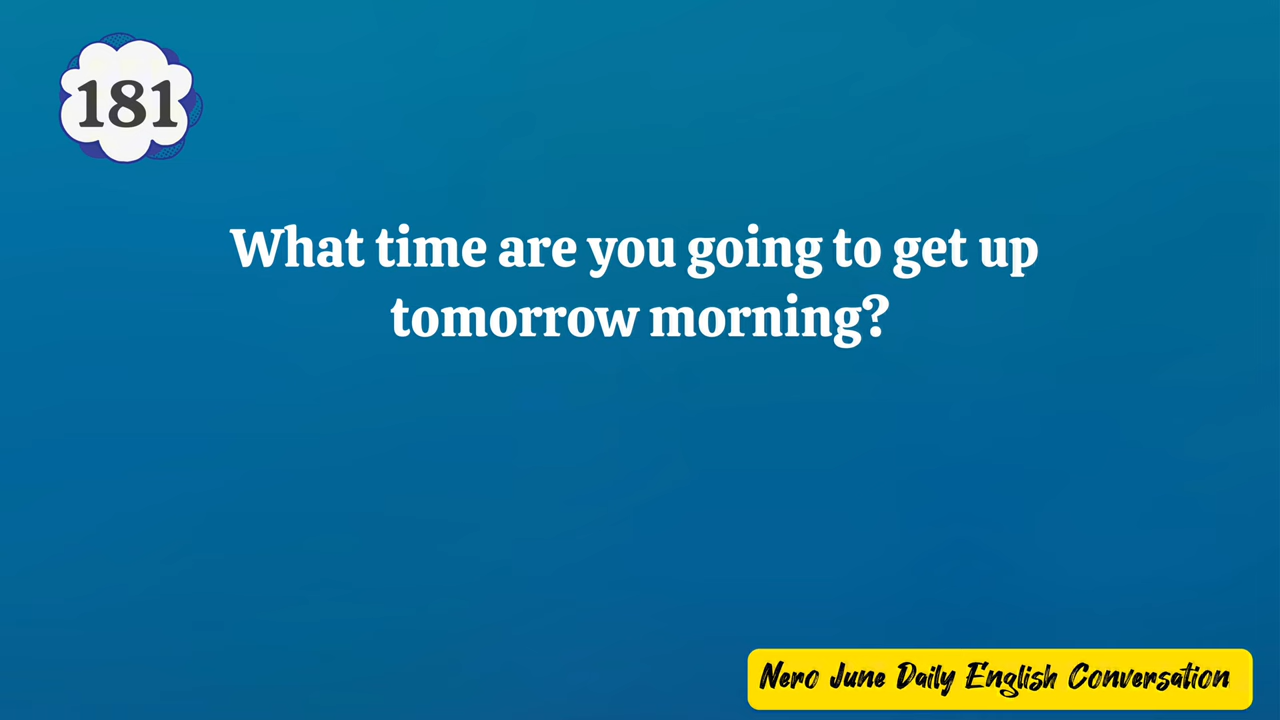 181
What time are you going to get up
tomorrow morning?
Nero June Daily English Conversation